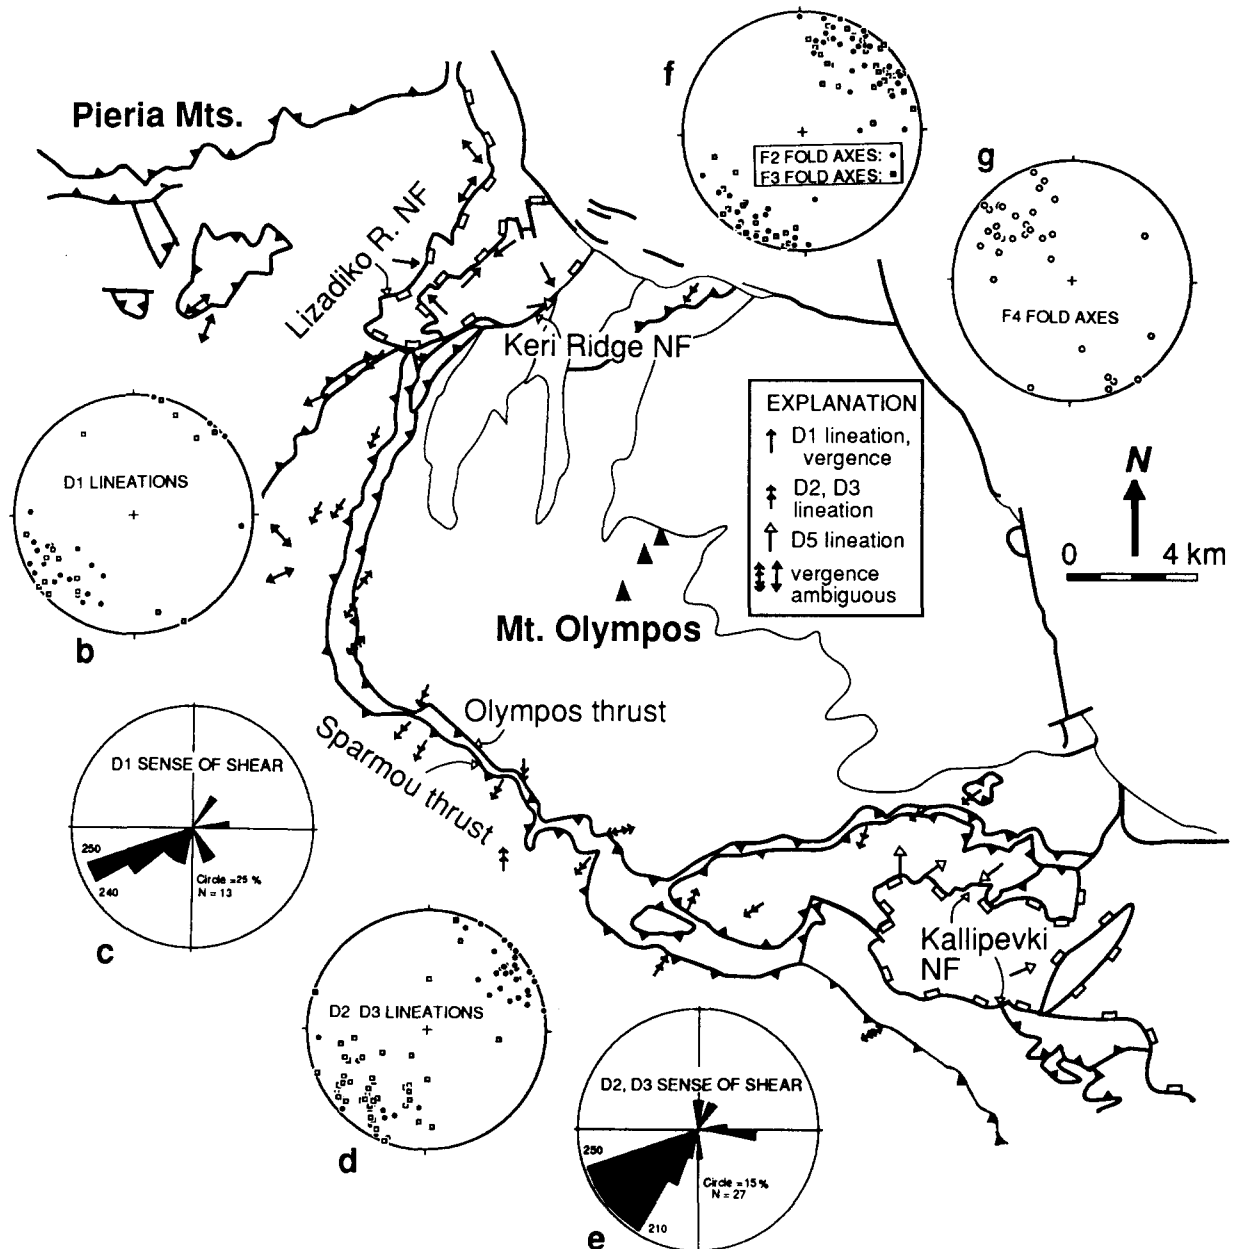 Pieria Mts.
f
F2 FOLD AXES:
F3 FOLD AXES:
g
F4 FOLD AXES
Lizadiko R. NF
Keri Ridge NF
EXPLANATION
D1 lineation,
vergence
D2, D3
lineation
D5 lineation
vergence
ambiguous
N
0 4 km
D1 LINEATIONS
b
Mt. Olympos
Olympos thrust
Sparmou thrust
D1 SENSE OF SHEAR
250
240
Circle =25 %
N = 13
c
Kallipevki
NF
D2 D3 LINEATIONS
d
D2, D3 SENSE OF SHEAR
250
210
Circle =15 %
N = 27
e